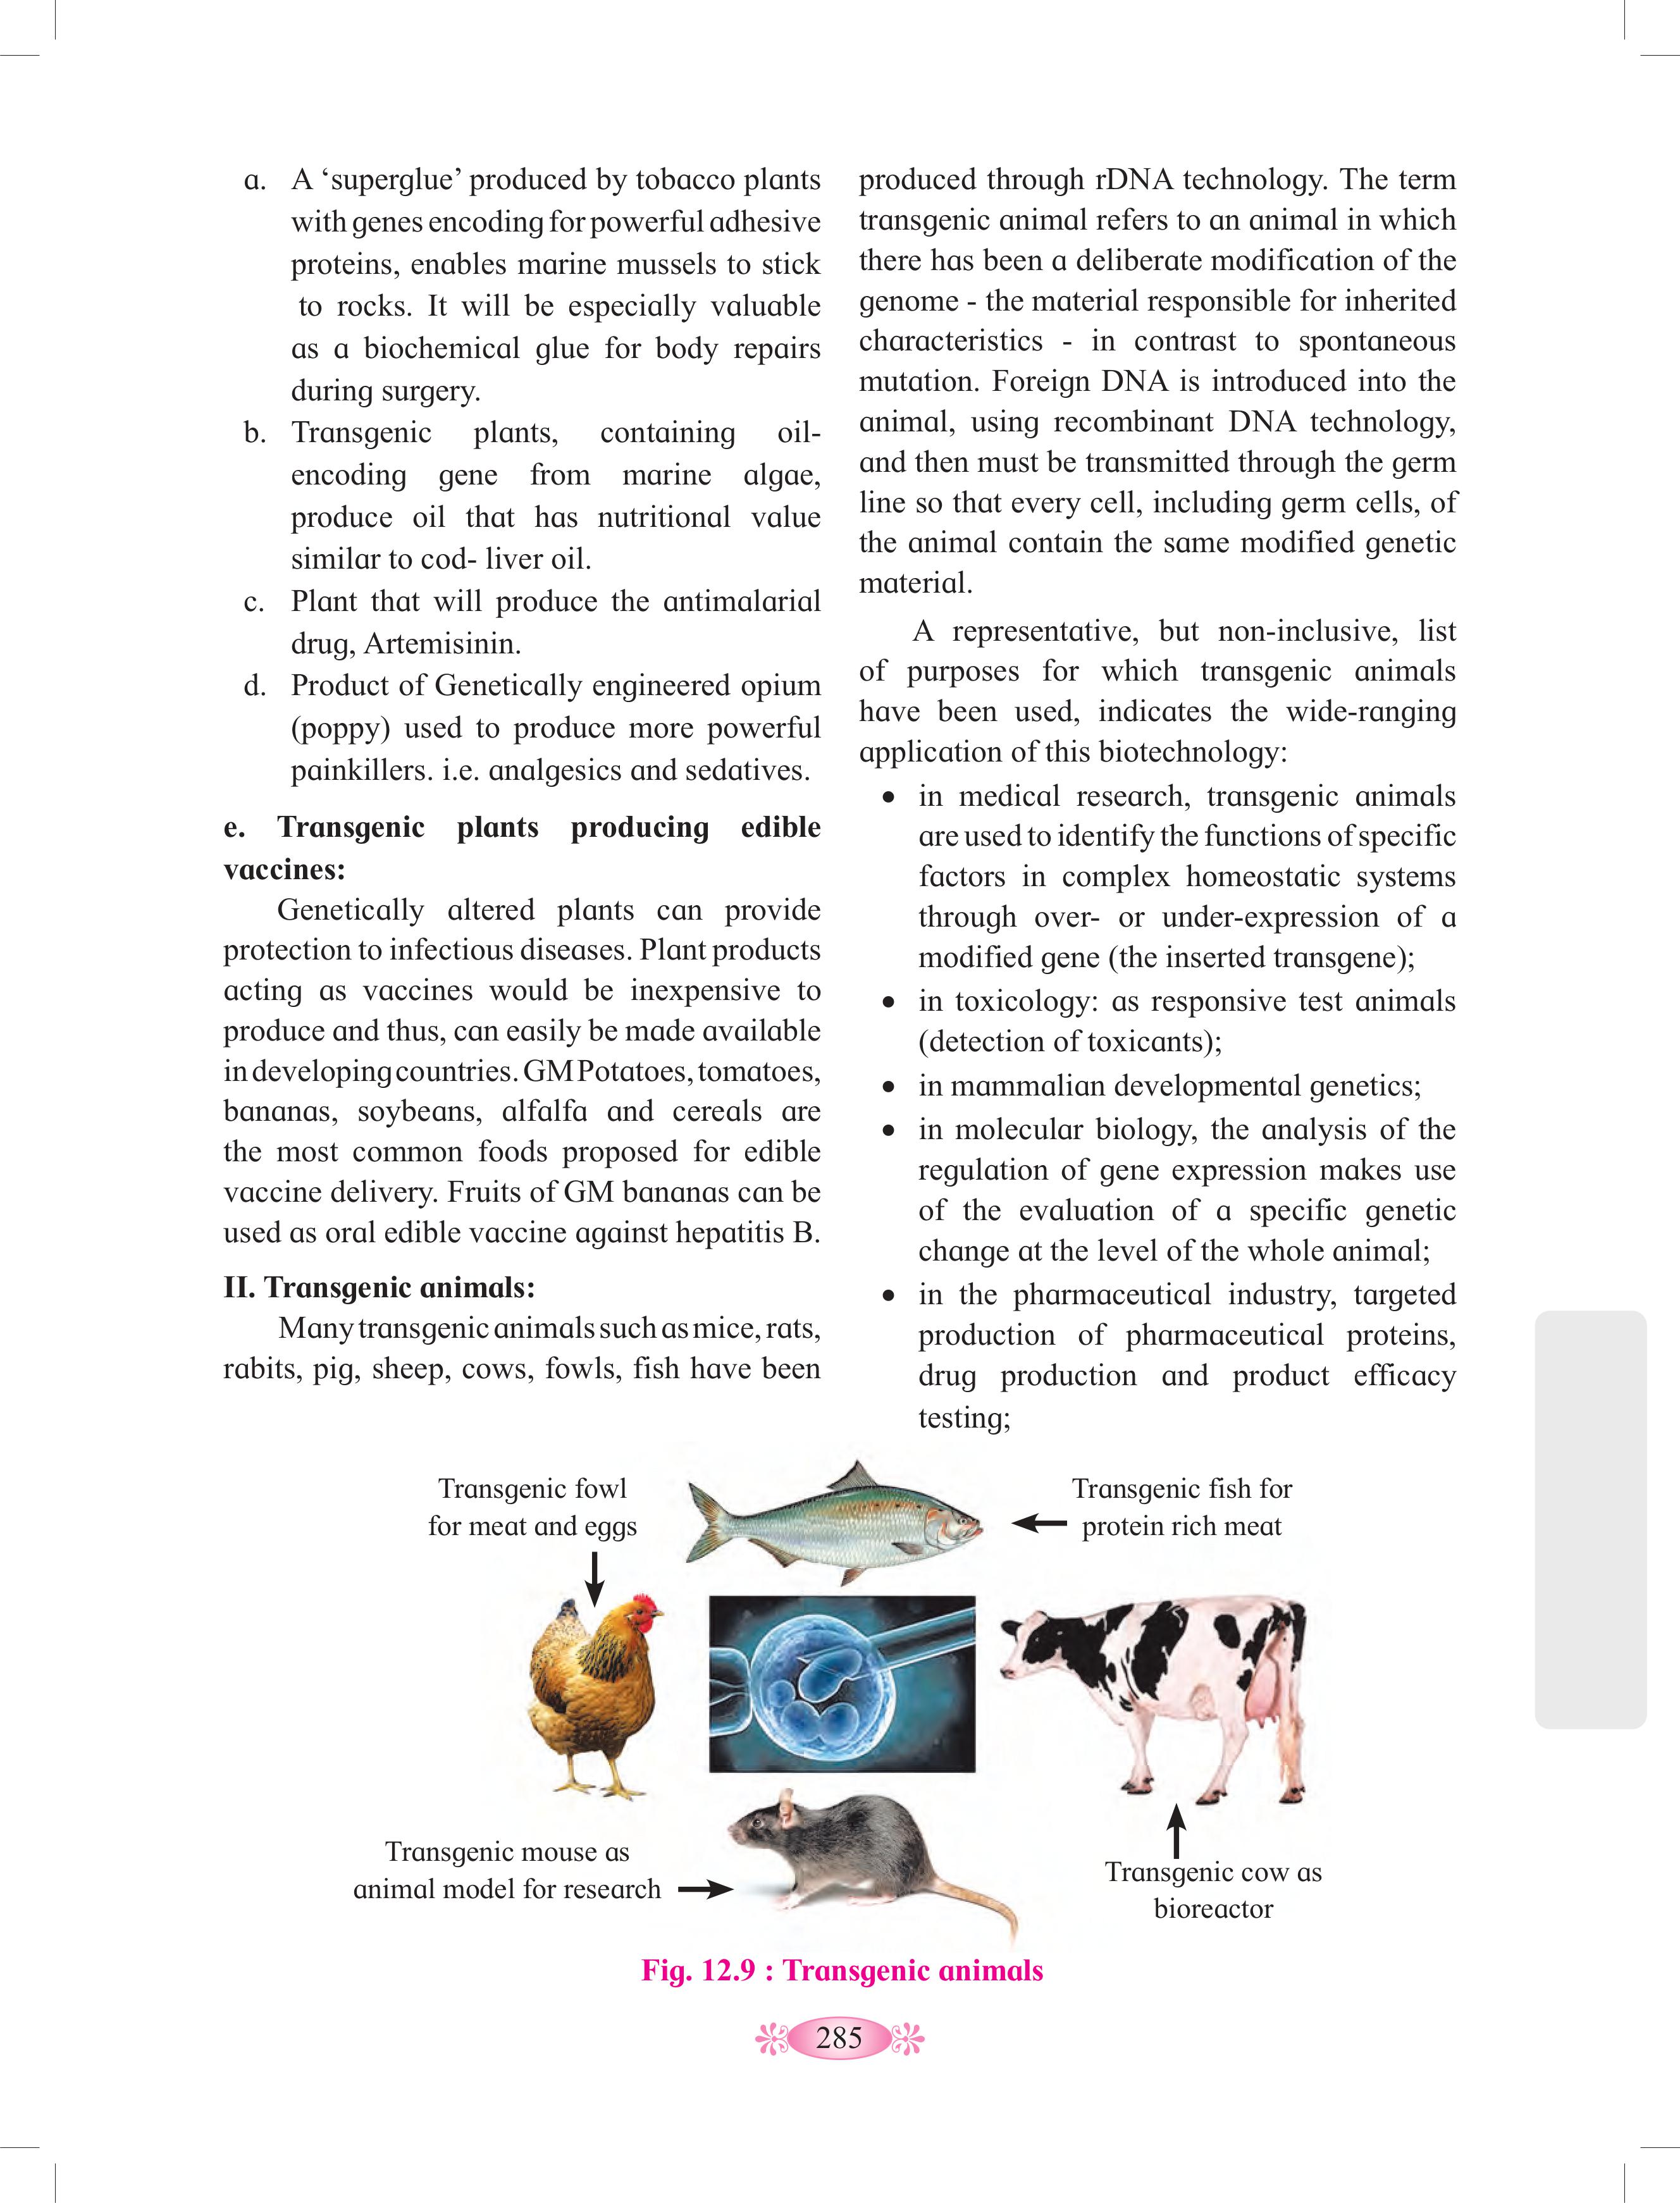 a. A ‘superglue’ produced by tobacco plants
with genes encoding for powerful adhesive
proteins, enables marine mussels to stick
to rocks. It will be especially valuable
as a biochemical glue for body repairs
during surgery.
b. Transgenic plants, containing oil-
encoding gene from marine algae,
produce oil that has nutritional value
similar to cod- liver oil.
c. Plant that will produce the antimalarial
drug, Artemisinin.
d. Product of Genetically engineered opium
(poppy) used to produce more powerful
painkillers. i.e. analgesics and sedatives.
e. Transgenic plants producing edible
vaccines:
Genetically altered plants can provide
protection to infectious diseases. Plant products
acting as vaccines would be inexpensive to
produce and thus, can easily be made available
in developing countries. GM Potatoes, tomatoes,
bananas, soybeans, alfalfa and cereals are
the most common foods proposed for edible
vaccine delivery. Fruits of GM bananas can be
used as oral edible vaccine against hepatitis B.
II. Transgenic animals:
Many transgenic animals such as mice, rats,
rabits, pig, sheep, cows, fowls, fish have been
produced through rDNA technology. The term
transgenic animal refers to an animal in which
there has been a deliberate modification of the
genome - the material responsible for inherited
characteristics - in contrast to spontaneous
mutation. Foreign DNA is introduced into the
animal, using recombinant DNA technology,
and then must be transmitted through the germ
line so that every cell, including germ cells, of
the animal contain the same modified genetic
material.
A representative, but non-inclusive, list
of purposes for which transgenic animals
have been used, indicates the wide-ranging
application of this biotechnology:
• in medical research, transgenic animals
are used to identify the functions of specific
factors in complex homeostatic systems
through over- or under-expression of a
modified gene (the inserted transgene);
• in toxicology: as responsive test animals
(detection of toxicants);
• in mammalian developmental genetics;
• in molecular biology, the analysis of the
regulation of gene expression makes use
of the evaluation of a specific genetic
change at the level of the whole animal;
• in the pharmaceutical industry, targeted
production of pharmaceutical proteins,
drug production and product efficacy
testing;
Transgenic fowl
for meat and eggs
Transgenic fish for
protein rich meat
Transgenic mouse as
animal model for research
Transgenic cow as
bioreactor
Fig. 12.9 : Transgenic animals
285